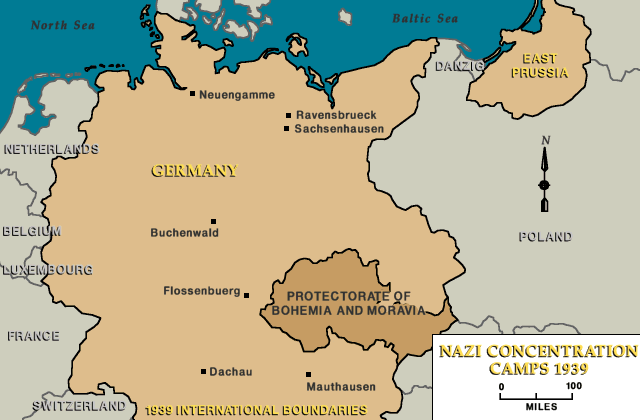 North Sea
Baltic Sea
DANZIG
EAST
PRUSSIA
Neuengamme
Ravensbrueck
Sachsenhausen
NETHERLANDS
N
GERMANY
Buchenwald
BELGIUM
POLAND
LUXEMBOURG
Flossenbuerg
PROTECTORATE OF
BOHEMIA AND MORAVIA
FRANCE
NAZI CONCENTRATION
CAMPS 1939
Dachau
Mauthausen
0 100
MILES
SWITZERLAND
1939 INTERNATIONAL BOUNDARIES